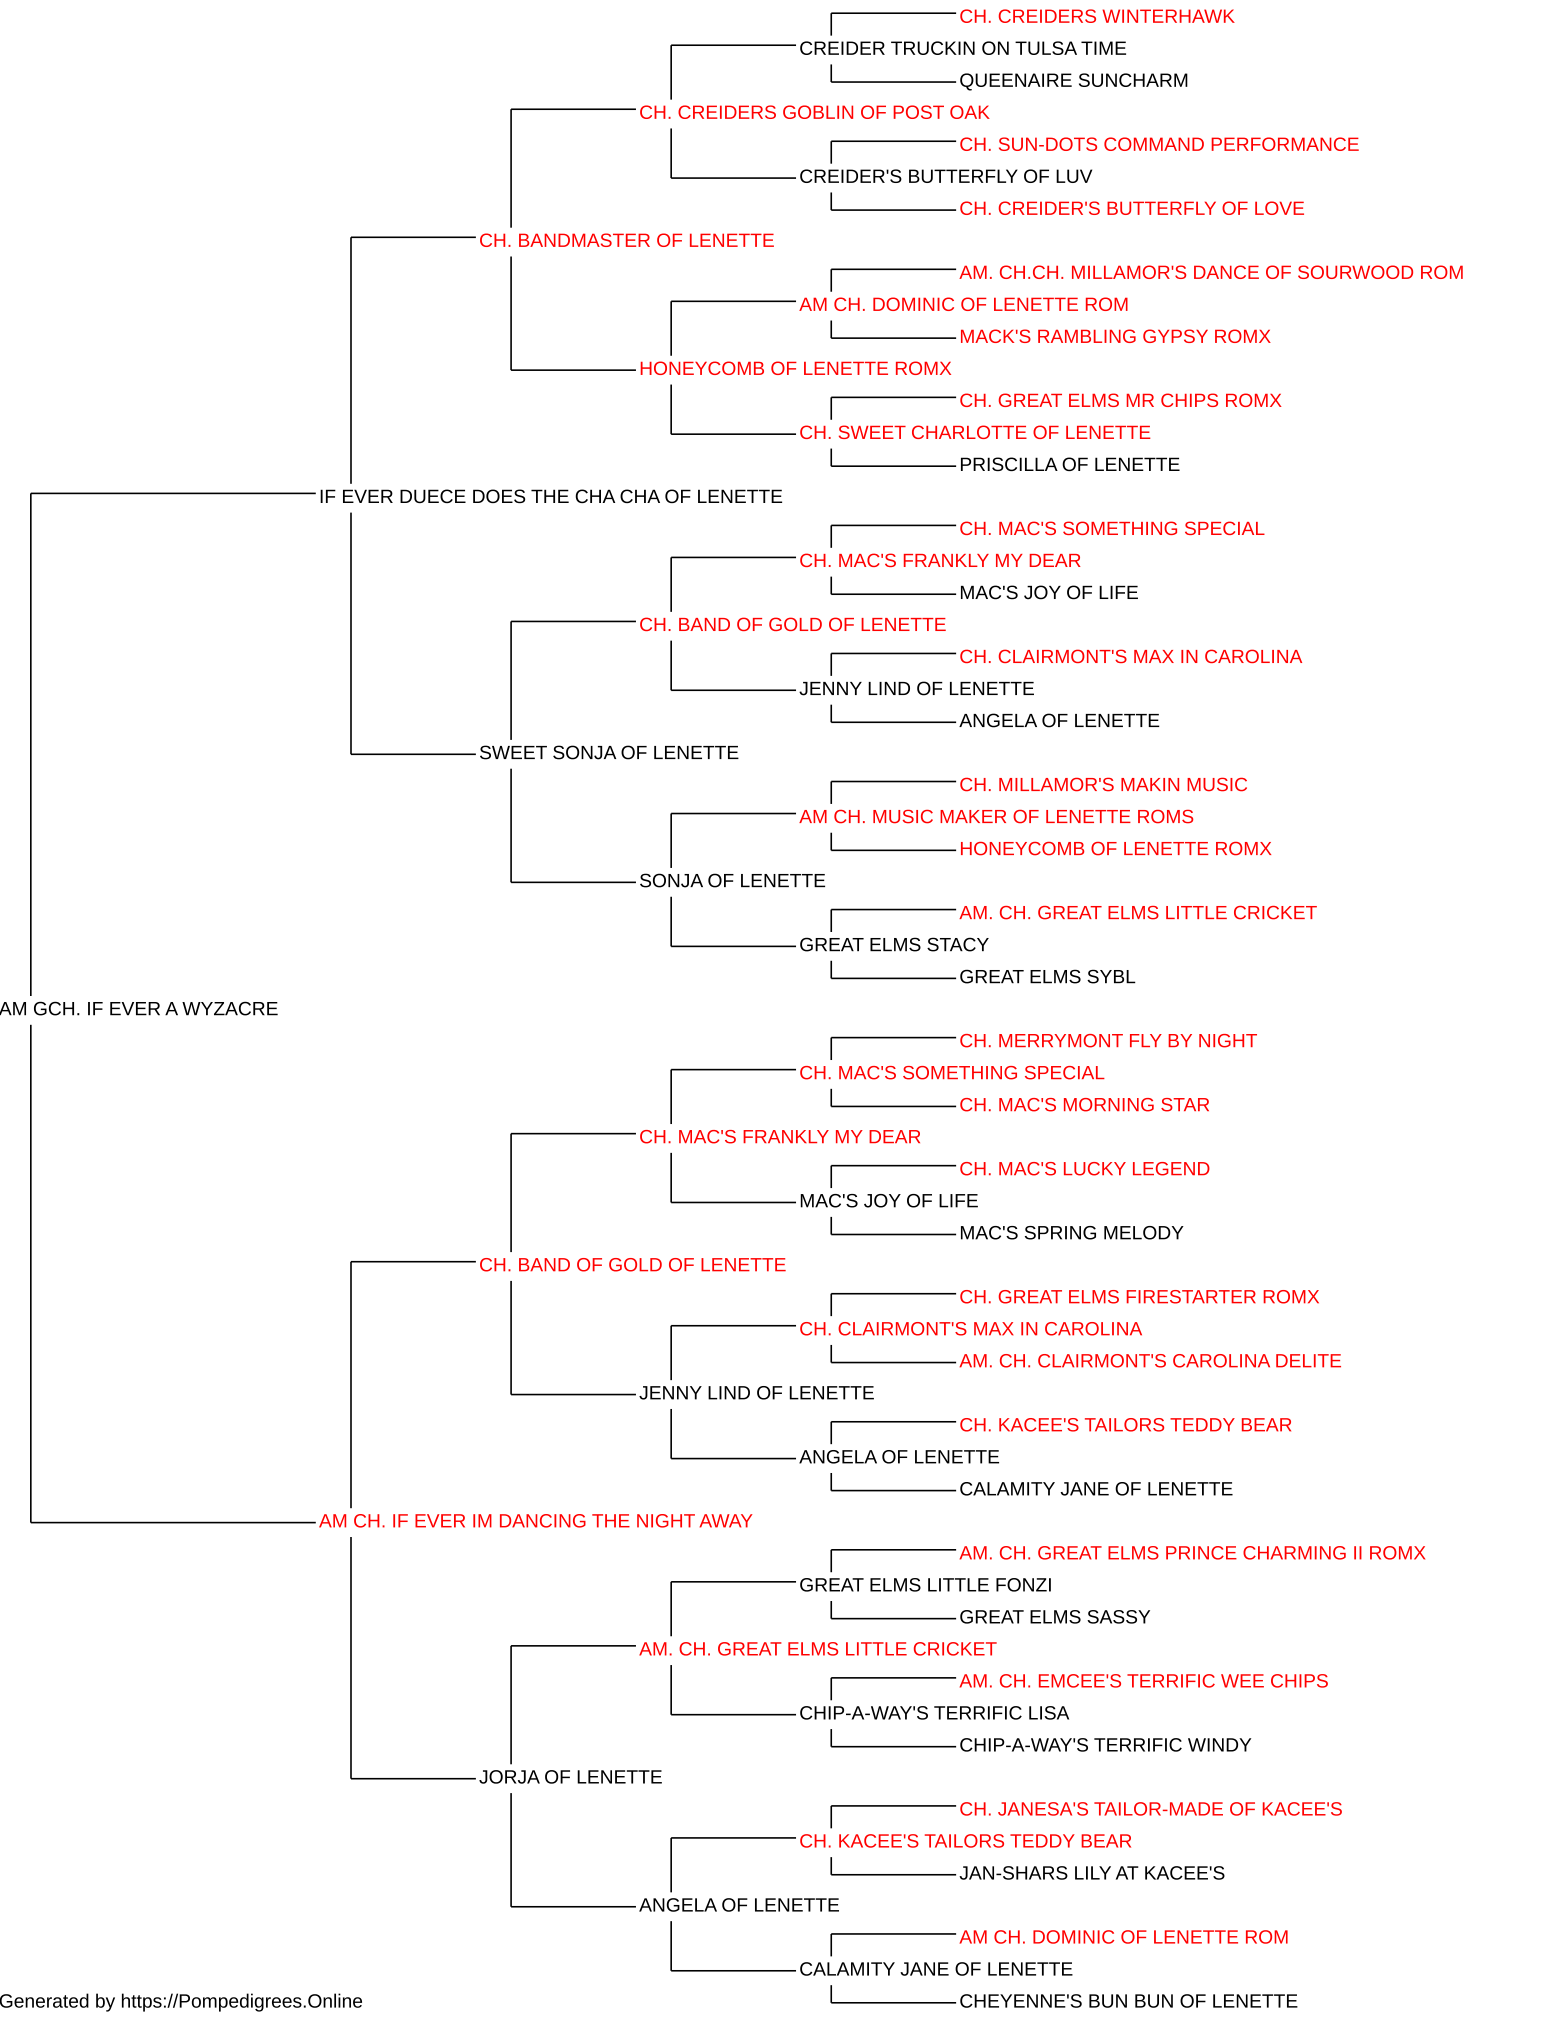 CH. CREIDERS WINTERHAWK
CREIDER TRUCKIN ON TULSA TIME
QUEENAIRE SUNCHARM
CH. CREIDERS GOBLIN OF POST OAK
CH. SUN-DOTS COMMAND PERFORMANCE
CREIDER'S BUTTERFLY OF LUV
CH. CREIDER'S BUTTERFLY OF LOVE
CH. BANDMASTER OF LENETTE
AM. CH.CH. MILLAMOR'S DANCE OF SOURWOOD ROM
AM CH. DOMINIC OF LENETTE ROM
MACK'S RAMBLING GYPSY ROMX
HONEYCOMB OF LENETTE ROMX
CH. GREAT ELMS MR CHIPS ROMX
CH. SWEET CHARLOTTE OF LENETTE
PRISCILLA OF LENETTE
IF EVER DUECE DOES THE CHA CHA OF LENETTE
CH. MAC'S SOMETHING SPECIAL
CH. MAC'S FRANKLY MY DEAR
MAC'S JOY OF LIFE
CH. BAND OF GOLD OF LENETTE
CH. CLAIRMONT'S MAX IN CAROLINA
JENNY LIND OF LENETTE
ANGELA OF LENETTE
SWEET SONJA OF LENETTE
CH. MILLAMOR'S MAKIN MUSIC
AM CH. MUSIC MAKER OF LENETTE ROMS
HONEYCOMB OF LENETTE ROMX
SONJA OF LENETTE
AM. CH. GREAT ELMS LITTLE CRICKET
GREAT ELMS STACY
GREAT ELMS SYBL
AM GCH. IF EVER A WYZACRE
CH. MERRYMONT FLY BY NIGHT
CH. MAC'S SOMETHING SPECIAL
CH. MAC'S MORNING STAR
CH. MAC'S FRANKLY MY DEAR
CH. MAC'S LUCKY LEGEND
MAC'S JOY OF LIFE
MAC'S SPRING MELODY
CH. BAND OF GOLD OF LENETTE
CH. GREAT ELMS FIRESTARTER ROMX
CH. CLAIRMONT'S MAX IN CAROLINA
AM. CH. CLAIRMONT'S CAROLINA DELITE
JENNY LIND OF LENETTE
CH. KACEE'S TAILORS TEDDY BEAR
ANGELA OF LENETTE
CALAMITY JANE OF LENETTE
AM CH. IF EVER IM DANCING THE NIGHT AWAY
AM. CH. GREAT ELMS PRINCE CHARMING II ROMX
GREAT ELMS LITTLE FONZI
GREAT ELMS SASSY
AM. CH. GREAT ELMS LITTLE CRICKET
AM. CH. EMCEE'S TERRIFIC WEE CHIPS
CHIP-A-WAY'S TERRIFIC LISA
CHIP-A-WAY'S TERRIFIC WINDY
JORJA OF LENETTE
CH. JANESA'S TAILOR-MADE OF KACEE'S
CH. KACEE'S TAILORS TEDDY BEAR
JAN-SHARS LILY AT KACEE'S
ANGELA OF LENETTE
AM CH. DOMINIC OF LENETTE ROM
CALAMITY JANE OF LENETTE
CHEYENNE'S BUN BUN OF LENETTE
Generated by https://Pompedigrees.Online